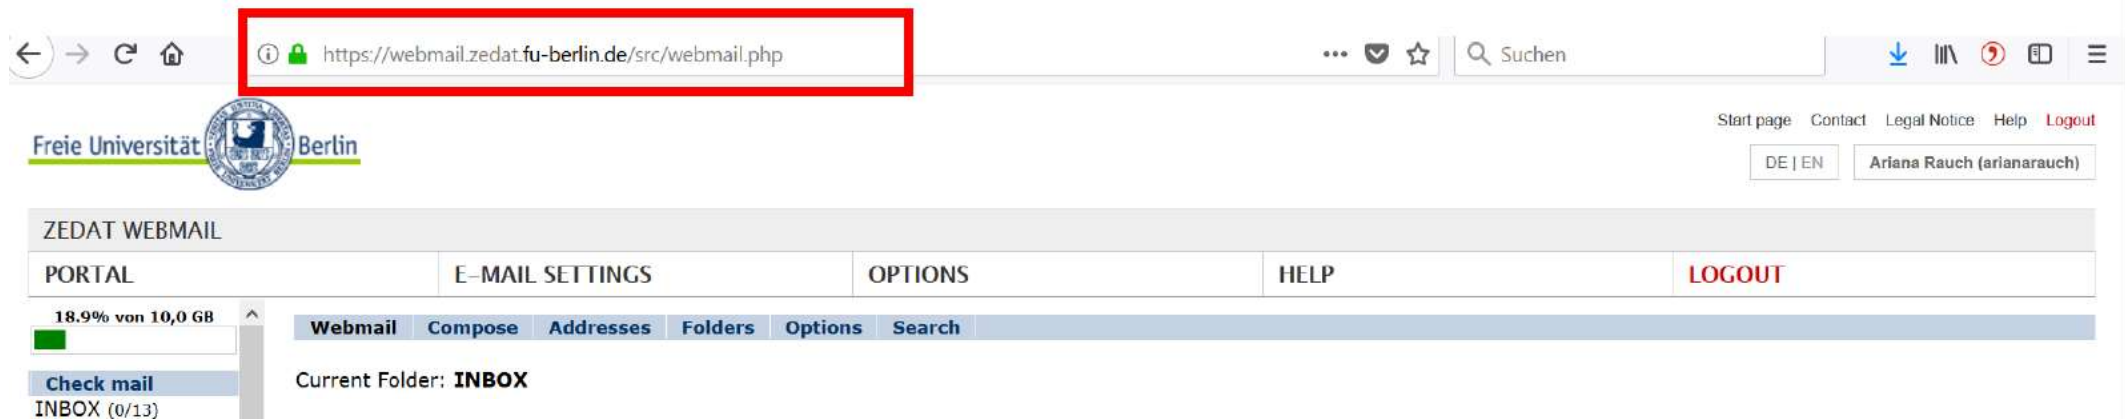 https://webmail.zedat.fu-berlin.de/src/webmail.php
Suchen
Freie Universität Berlin
Start page Contact Legal Notice Help Logout
DE | EN
Ariana Rauch (arianarauch)
ZEDAT WEBMAIL
PORTAL E-MAIL SETTINGS OPTIONS HELP LOGOUT
18.9% von 10,0 GB
Webmail Compose Addresses Folders Options Search
Check mail
Current Folder: INBOX
INBOX (0/13)